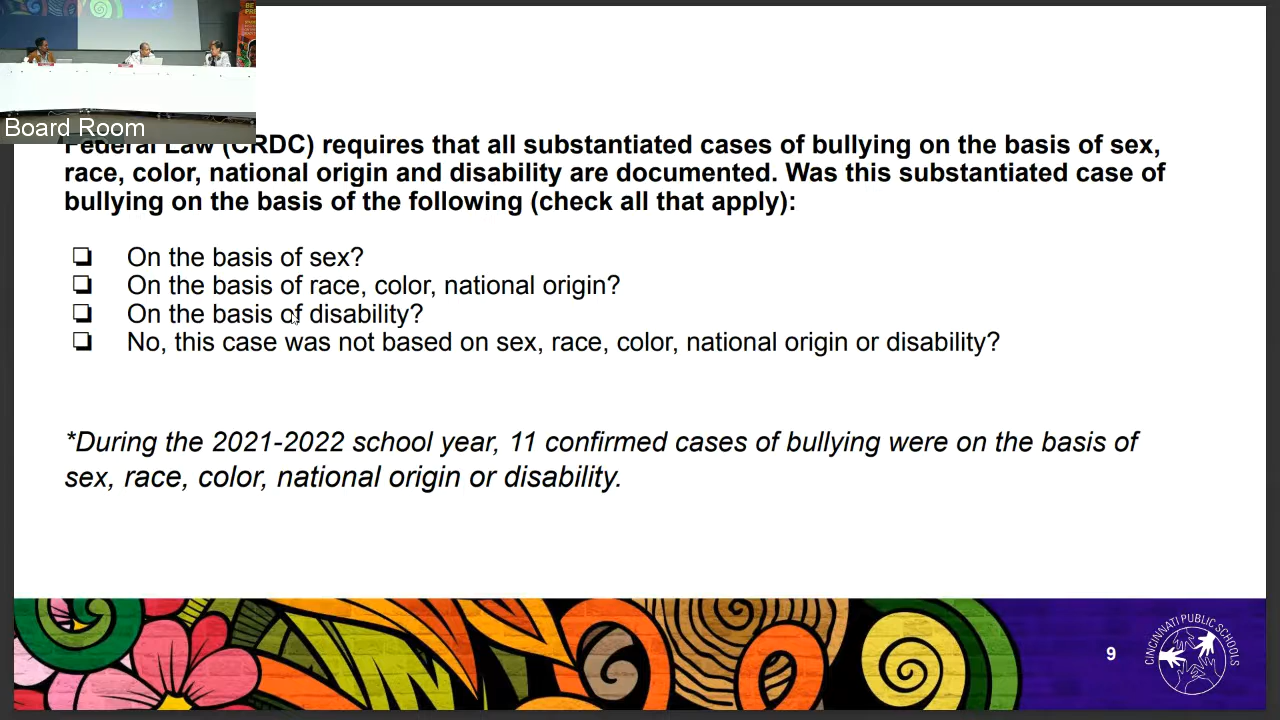 Board Room
Federal Law (CRDC) requires that all substantiated cases of bullying on the basis of sex,
race, color, national origin and disability are documented. Was this substantiated case of
bullying on the basis of the following (check all that apply):
On the basis of sex?
On the basis of race, color, national origin?
On the basis of disability?
No, this case was not based on sex, race, color, national origin or disability?
*During the 2021-2022 school year, 11 confirmed cases of bullying were on the basis of
sex, race, color, national origin or disability.
9
CINCINNATI PUBLIC SCHOOLS